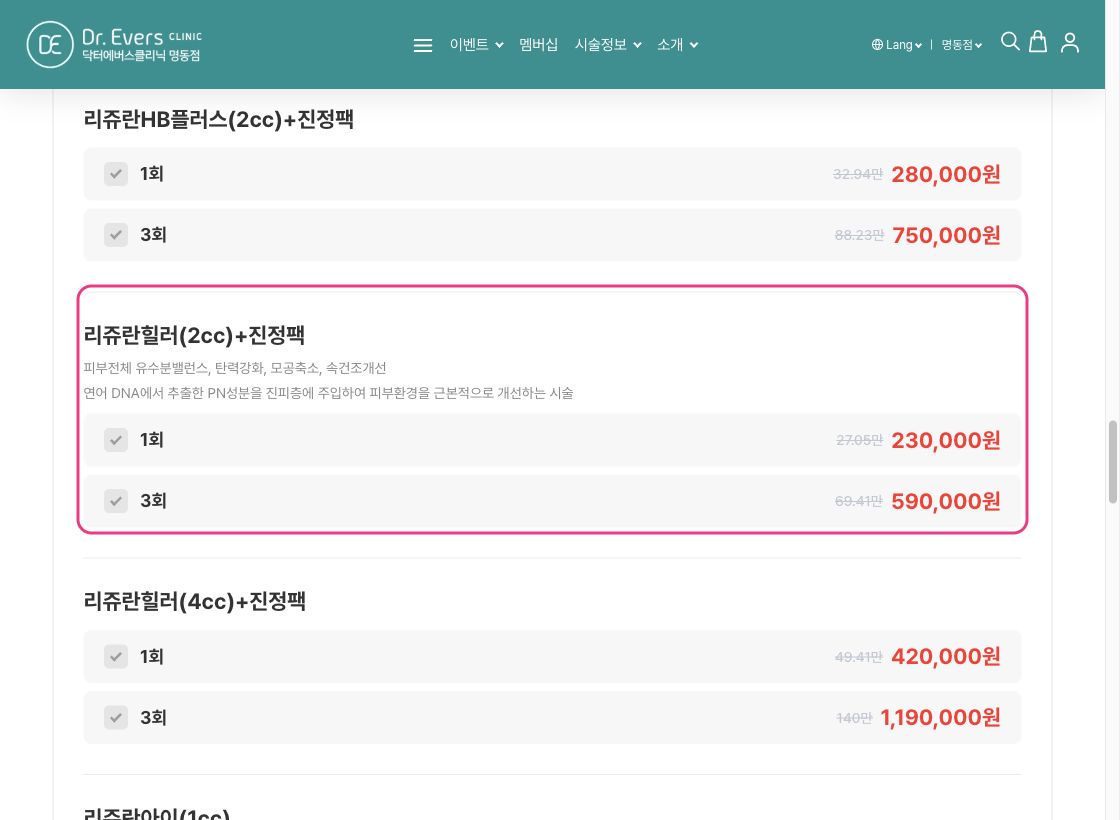 DE
Dr. Evers CLINIC
닥터에버스클리닉 명동점
이벤트 멤버십 시술정보 소개
Lang | 명동점
리쥬란HB플러스(2cc)+진정팩
1회 32.94만 280,000원
3회 88.23만 750,000원
리쥬란힐러(2cc)+진정팩
피부전체 유수분밸런스, 탄력강화, 모공축소, 속건조개선
연어 DNA에서 추출한 PN성분을 진피층에 주입하여 피부환경을 근본적으로 개선하는 시술
1회 27.05만 230,000원
3회 69.41만 590,000원
리쥬란힐러(4cc)+진정팩
1회 49.41만 420,000원
3회 140만 1,190,000원
리쥬란아이(1cc)